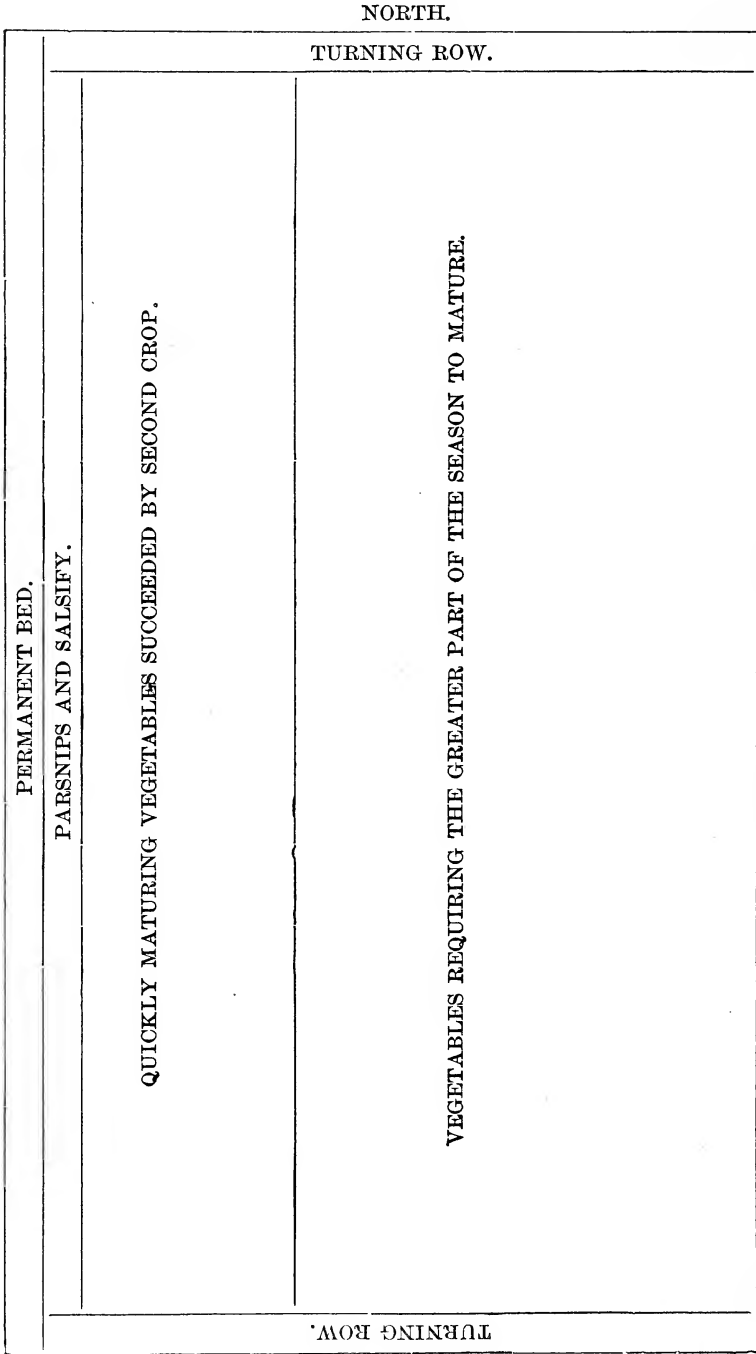 NORTH.
TURNING ROW.
PERMANENT BED.
PARSNIPS AND SALSIFY.
QUICKLY MATURING VEGETABLES SUCCEEDED BY SECOND CROP.
VEGETABLES REQUIRING THE GREATER PART OF THE SEASON TO MATURE.
TURNING ROW.